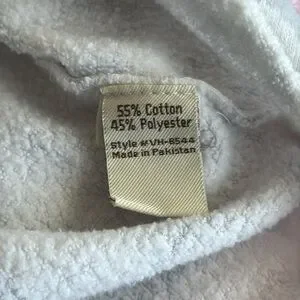 55% Cotton
45% Polyester
Style #VH-8544
Made in Pakistan